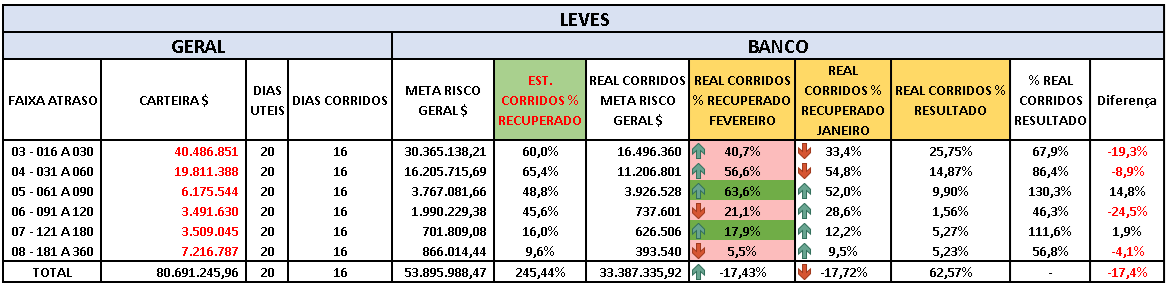 LEVES
GERAL BANCO
FAIXA ATRASO CARTEIRA $ DIAS UTEIS DIAS CORRIDOS META RISCO GERAL $ EST. CORRIDOS % RECUPERADO REAL CORRIDOS META RISCO GERAL $ REAL CORRIDOS % RECUPERADO FEVEREIRO REAL CORRIDOS % RECUPERADO JANEIRO REAL CORRIDOS % RESULTADO % REAL CORRIDOS RESULTADO Diferença
03 - 016 A 030 40.486.851 20 16 30.365.138,21 60,0% 16.496.360 40,7% 33,4% 25,75% 67,9% -19,3%
04 - 031 A 060 19.811.388 20 16 16.205.715,69 65,4% 11.206.801 56,6% 54,8% 14,87% 86,4% -8,9%
05 - 061 A 090 6.175.544 20 16 3.767.081,66 48,8% 3.926.528 63,6% 52,0% 9,90% 130,3% 14,8%
06 - 091 A 120 3.491.630 20 16 1.990.229,38 45,6% 737.601 21,1% 28,6% 1,56% 46,3% -24,5%
07 - 121 A 180 3.509.045 20 16 701.809,08 16,0% 626.506 17,9% 12,2% 5,27% 111,6% 1,9%
08 - 181 A 360 7.216.787 20 16 866.014,44 9,6% 393.540 5,5% 9,5% 5,23% 56,8% -4,1%
TOTAL 80.691.245,96 20 16 53.895.988,47 245,44% 33.387.335,92 -17,43% -17,72% 62,57% - -17,4%